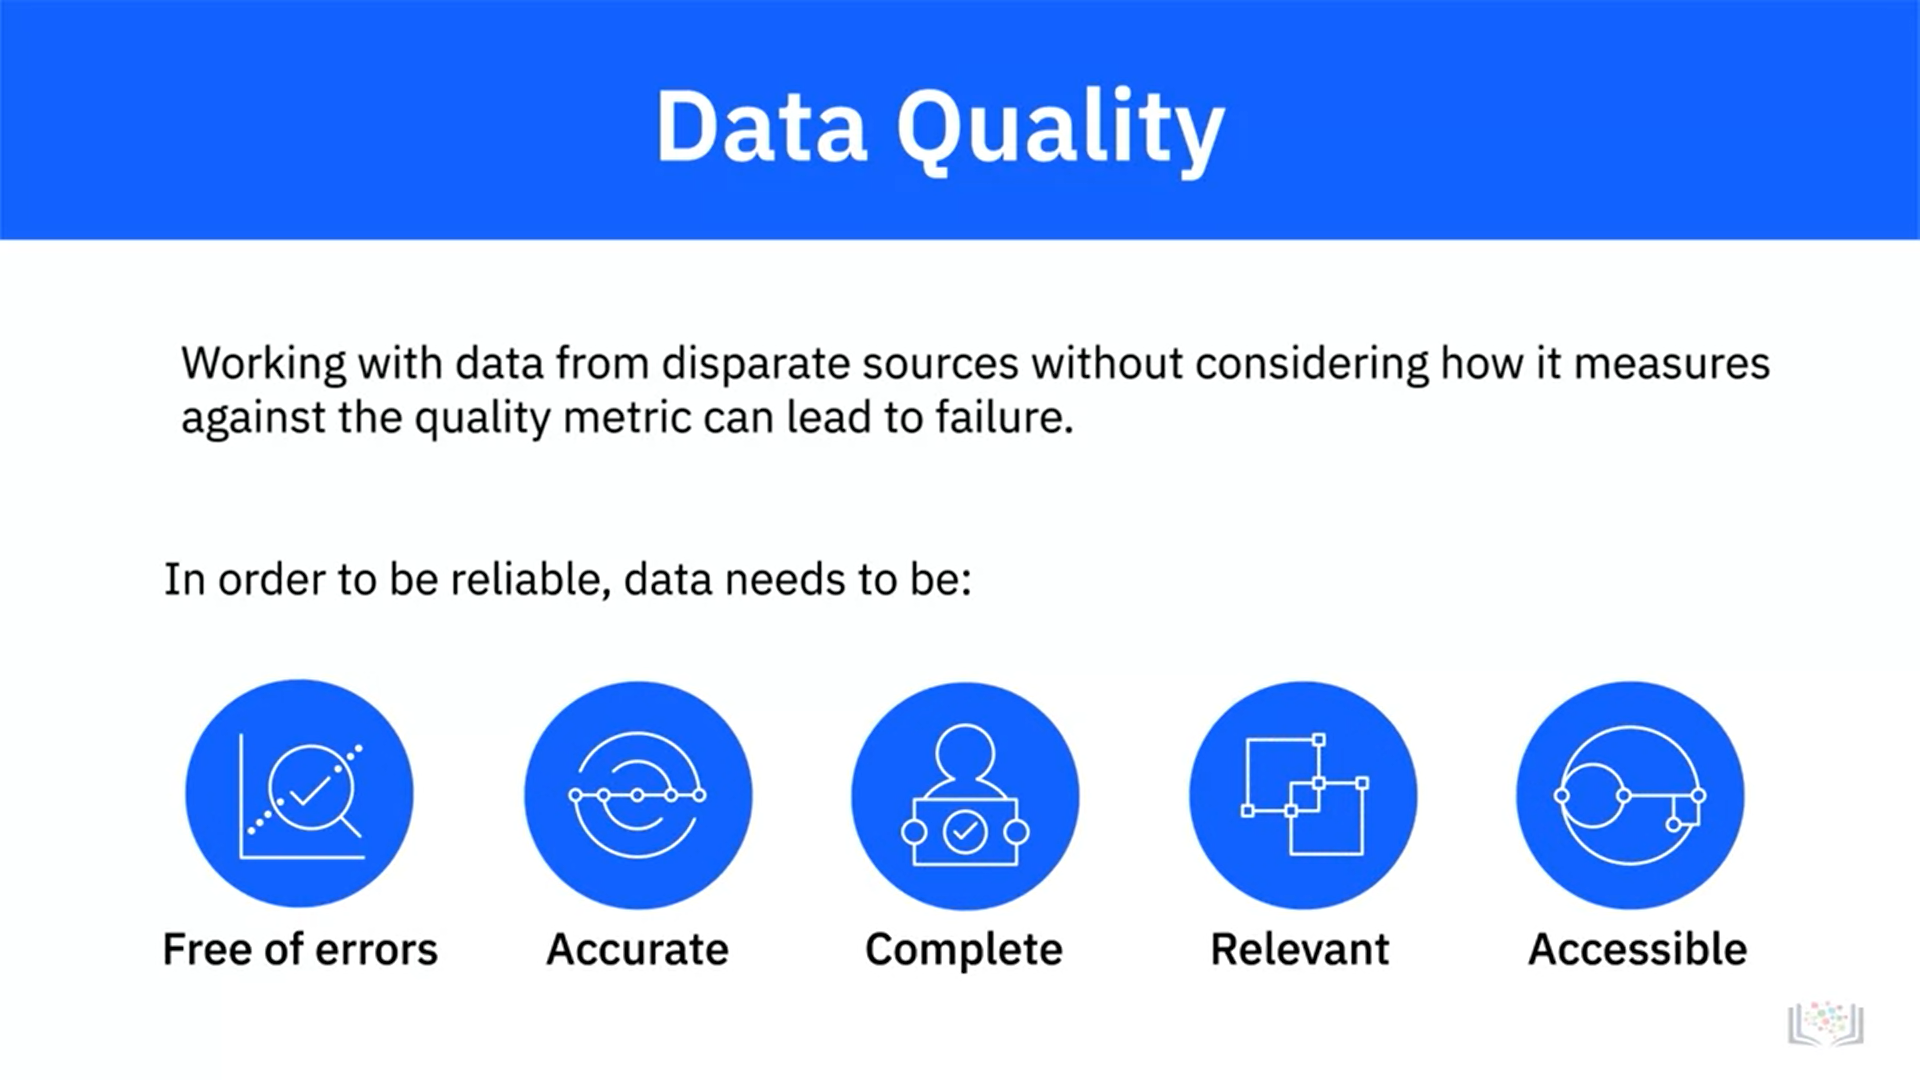 Data Quality
Working with data from disparate sources without considering how it measures
against the quality metric can lead to failure.
In order to be reliable, data needs to be:
Free of errors
Accurate
Complete
Relevant
Accessible